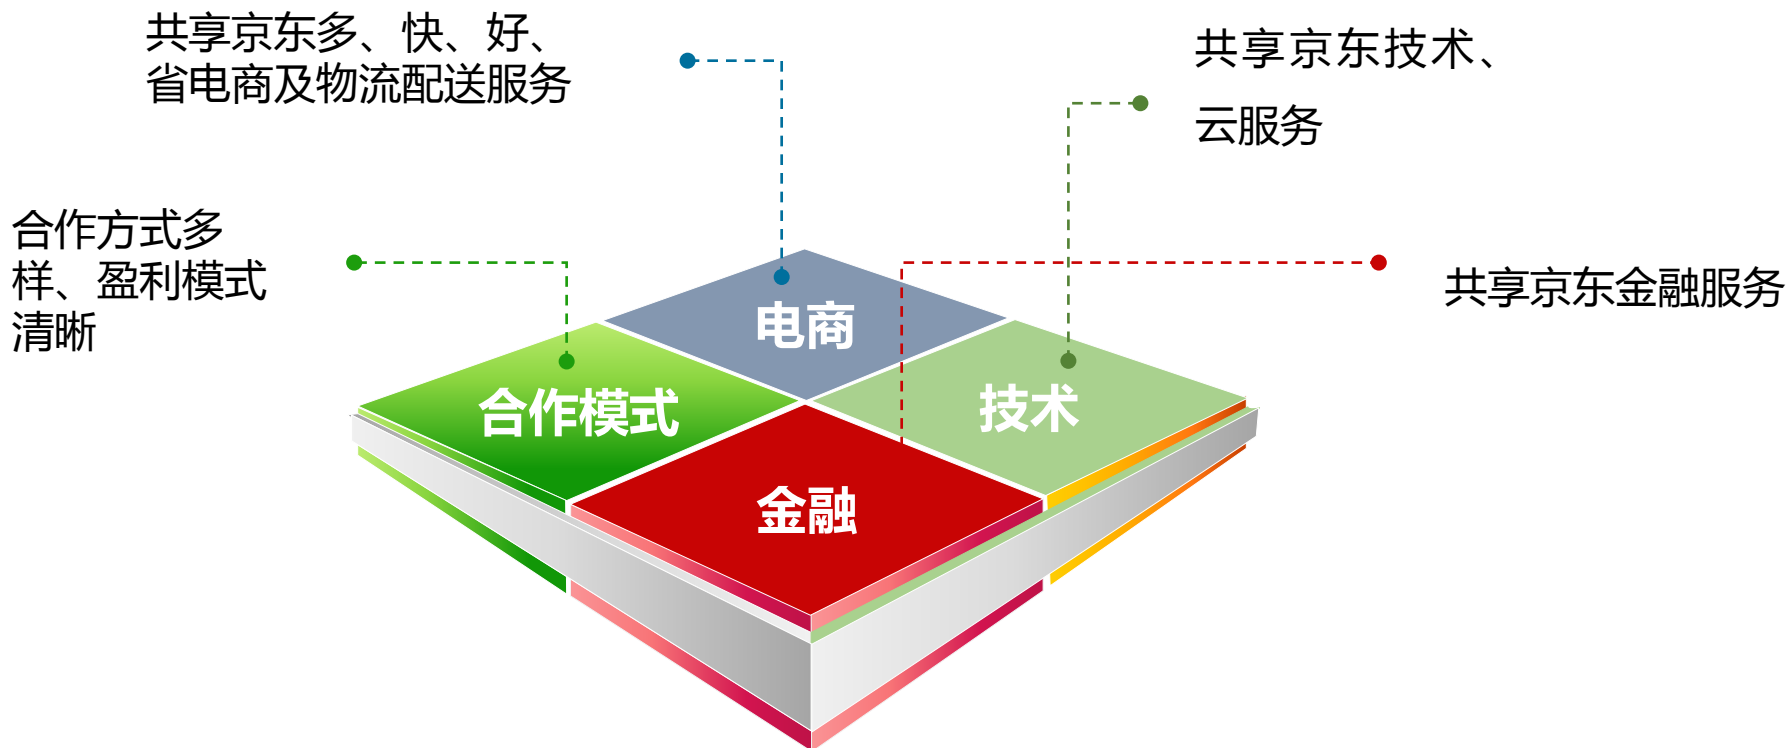 共享京东多、快、好、
省电商及物流配送服务
共享京东技术、
云服务
合作方式多
样、盈利模式
清晰
共享京东金融服务
电商
合作模式
技术
金融